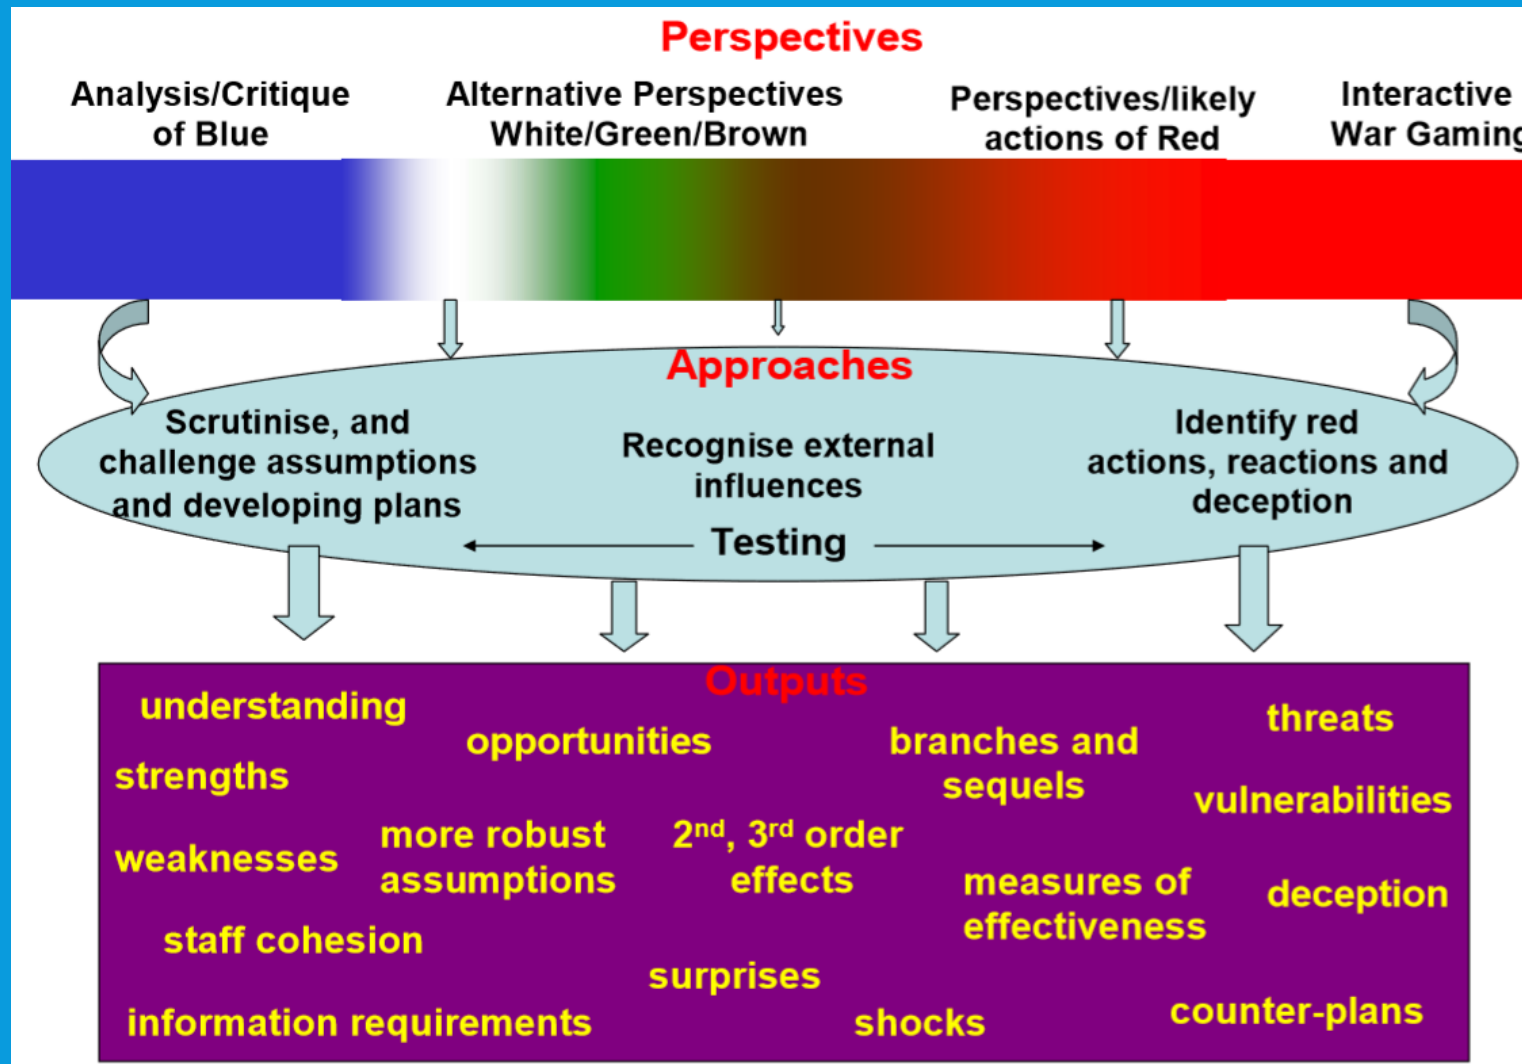 Perspectives
Analysis/Critique
of Blue
Alternative Perspectives
White/Green/Brown
Perspectives/likely
actions of Red
Interactive
War Gaming
Approaches
Scrutinise, and
challenge assumptions
and developing plans
Recognise external
influences
Identify red
actions, reactions and
deception
Testing
Outputs
understanding
opportunities
branches and
sequels
threats
strengths
vulnerabilities
weaknesses
more robust
assumptions
2nd, 3rd order
effects
measures of
effectiveness
deception
staff cohesion
surprises
information requirements
shocks
counter-plans